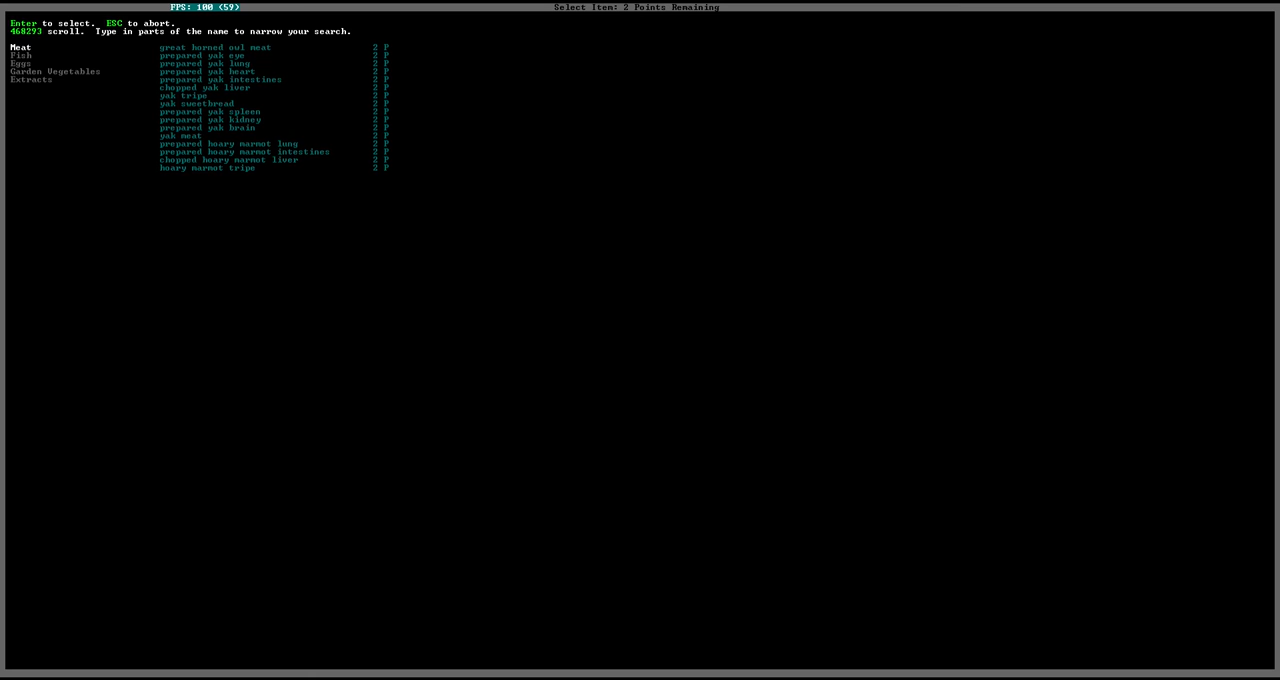 FPS: 100 (59) Select Item: 2 Points Remaining
Enter to select. ESC to abort.
468293 scroll. Type in parts of the name to narrow your search.
Meat great horned owl meat 2 P
Fish prepared yak eye 2 P
Eggs prepared yak lung 2 P
Garden Vegetables prepared yak heart 2 P
Extracts prepared yak intestines 2 P
chopped yak liver 2 P
yak tripe 2 P
yak sweetbread 2 P
prepared yak spleen 2 P
prepared yak kidney 2 P
prepared yak brain 2 P
yak meat 2 P
prepared hoary marmot lung 2 P
prepared hoary marmot intestines 2 P
chopped hoary marmot liver 2 P
hoary marmot tripe 2 P